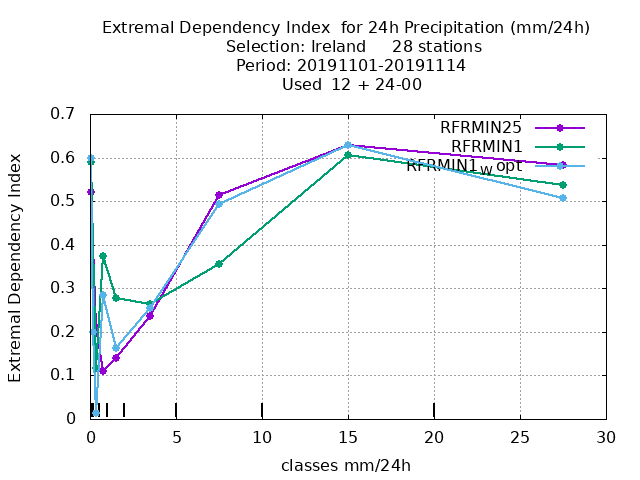 Extremal Dependency Index  for 24h Precipitation (mm/24h)
Selection: Ireland     28 stations
Period: 20191101-20191114
Used  12 + 24-00
0.7
0.6
0.5
0.4
0.3
0.2
0.1
0
Extremal Dependency Index
RFRMIN25
RFRMIN1
RFRMIN1w opt
0 5 10 15 20 25 30
classes mm/24h